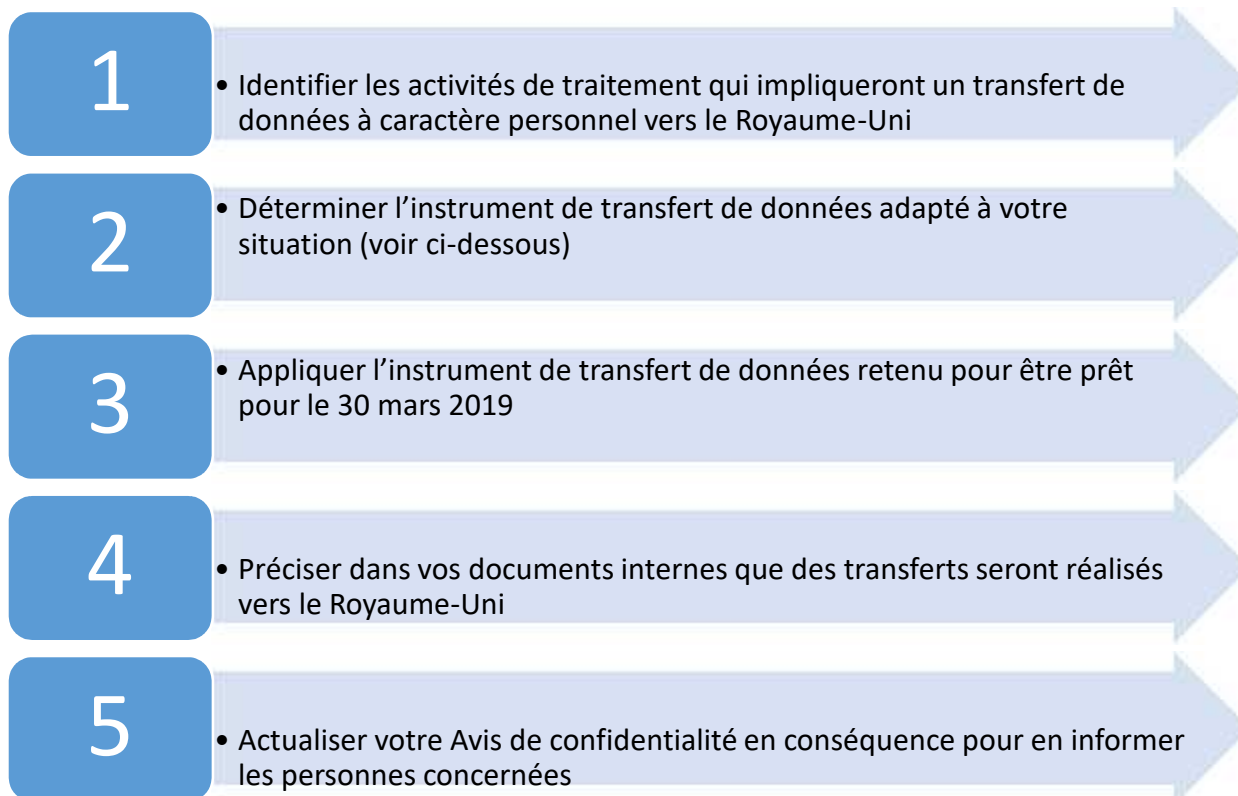 1
• Identifier les activités de traitement qui impliqueront un transfert de
données à caractère personnel vers le Royaume-Uni
2
• Déterminer l’instrument de transfert de données adapté à votre
situation (voir ci-dessous)
3
• Appliquer l’instrument de transfert de données retenu pour être prêt
pour le 30 mars 2019
4
• Préciser dans vos documents internes que des transferts seront réalisés
vers le Royaume-Uni
5
• Actualiser votre Avis de confidentialité en conséquence pour en informer
les personnes concernées